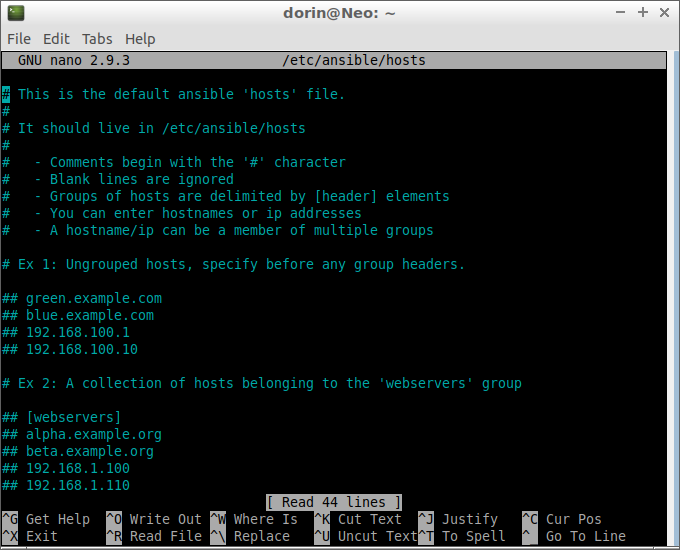 dorin@Neo: ~
File Edit Tabs Help
GNU nano 2.9.3 /etc/ansible/hosts
# This is the default ansible 'hosts' file.
#
# It should live in /etc/ansible/hosts
#
#   - Comments begin with the '#' character
#   - Blank lines are ignored
#   - Groups of hosts are delimited by [header] elements
#   - You can enter hostnames or ip addresses
#   - A hostname/ip can be a member of multiple groups
# Ex 1: Ungrouped hosts, specify before any group headers.
## green.example.com
## blue.example.com
## 192.168.100.1
## 192.168.100.10
# Ex 2: A collection of hosts belonging to the 'webservers' group
## [webservers]
## alpha.example.org
## beta.example.org
## 192.168.1.100
## 192.168.1.110
[ Read 44 lines ]
^G Get Help ^O Write Out ^W Where Is ^K Cut Text ^J Justify ^C Cur Pos
^X Exit ^R Read File ^\ Replace ^U Uncut Text ^T To Spell ^_ Go To Line